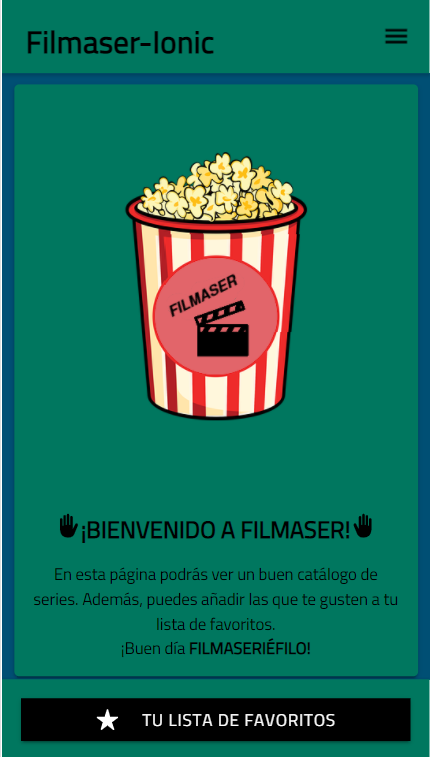 Filmaser-Ionic
FILMASER
¡BIENVENIDO A FILMASER!
En esta página podrás ver un buen catálogo de
series. Además, puedes añadir las que te gusten a tu
lista de favoritos.
¡Buen día FILMASERIÉFILO!
TU LISTA DE FAVORITOS